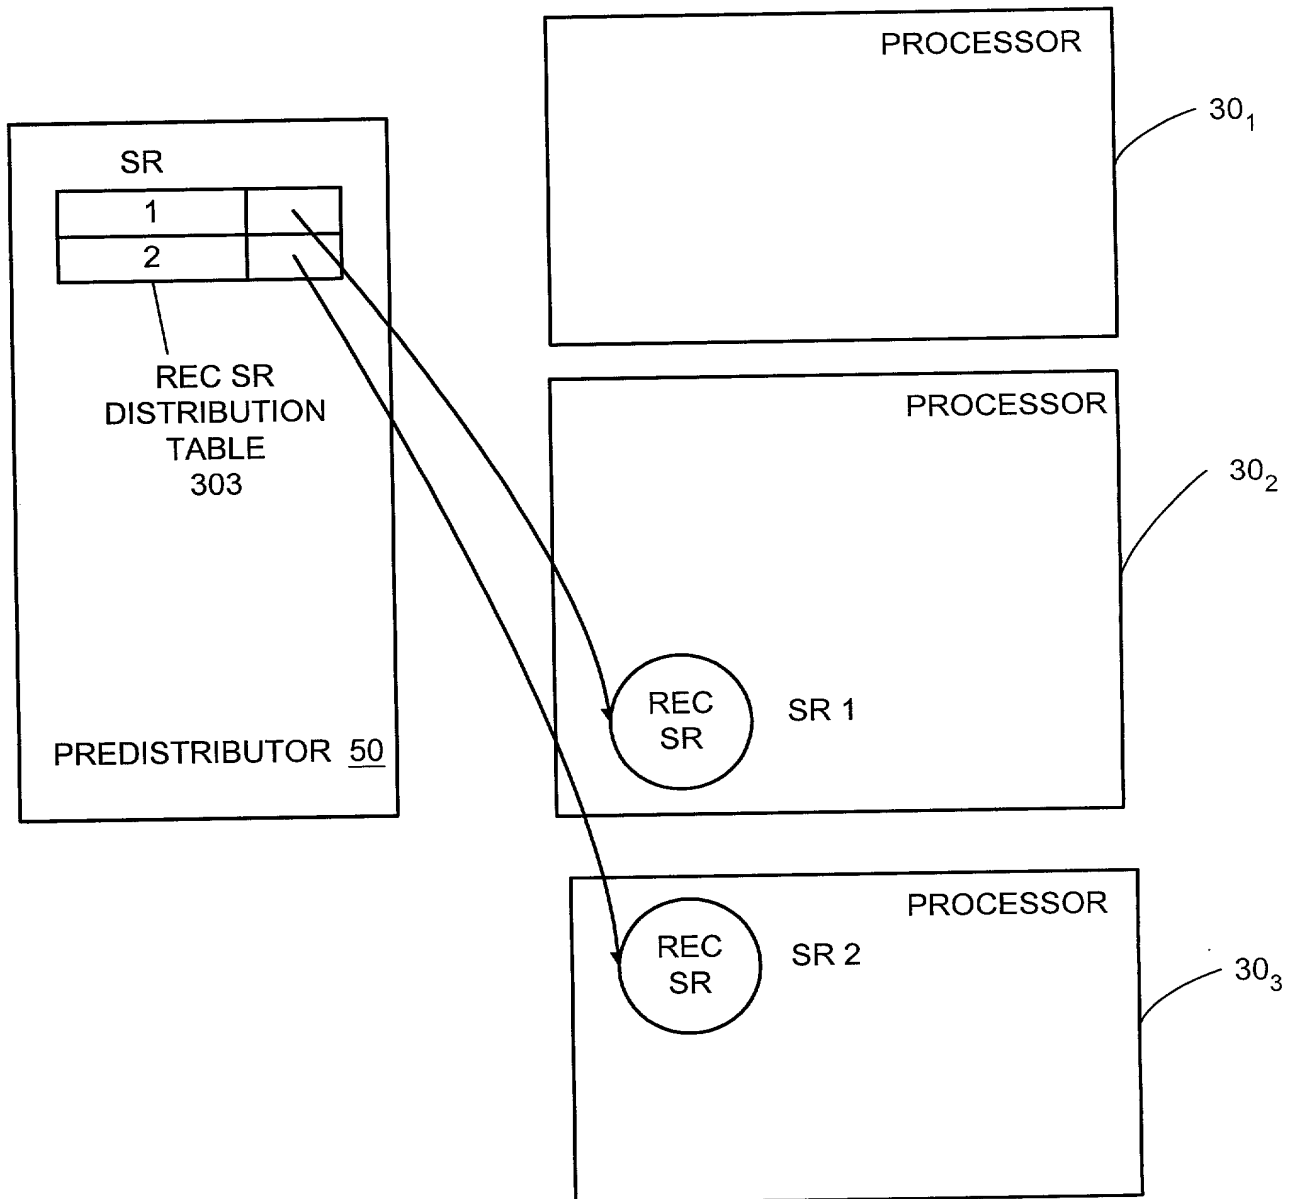 PROCESSOR
30₁
SR
1
2
REC SR
DISTRIBUTION
TABLE
303
PREDISTRIBUTOR 50
PROCESSOR
30₂
REC
SR
SR 1
PROCESSOR
30₃
REC
SR
SR 2